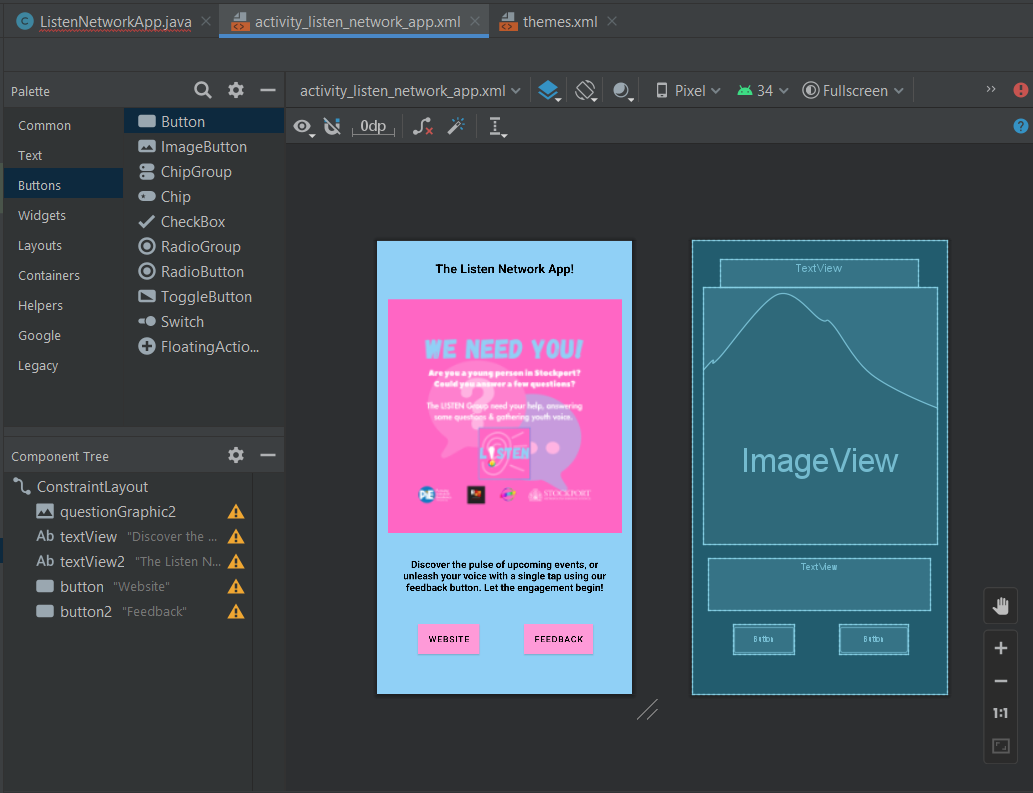 ListenNetworkApp.java
activity_listen_network_app.xml
themes.xml
Palette
Common
Text
Buttons
Widgets
Layouts
Containers
Helpers
Google
Legacy
Button
ImageButton
ChipGroup
Chip
CheckBox
RadioGroup
RadioButton
ToggleButton
Switch
FloatingActio...
Component Tree
ConstraintLayout
questionGraphic2
Ab textView "Discover the ...
Ab textView2 "The Listen N...
button "Website"
button2 "Feedback"
activity_listen_network_app.xml
Pixel
34
Fullscreen
0dp
The Listen Network App!
WE NEED YOU!
Are you a young person in Stockport?
Could you answer a few questions?
The LISTEN Group need your help, answering
some questions & gathering youth voice.
LISTEN
STOCKPORT
Discover the pulse of upcoming events, or
unleash your voice with a single tap using our
feedback button. Let the engagement begin!
WEBSITE
FEEDBACK
TextView
ImageView
TextView
Button
Button
1:1